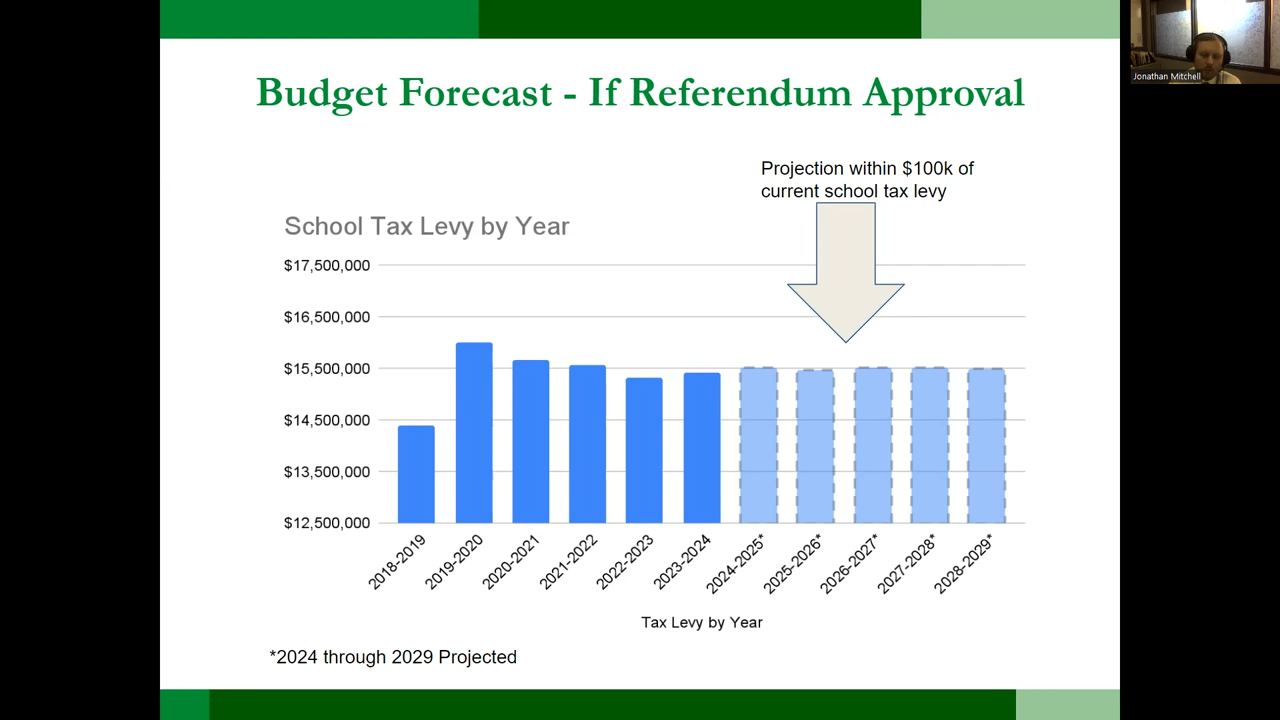 Budget Forecast - If Referendum Approval
Jonathan Mitchell
Projection within $100k of
current school tax levy
School Tax Levy by Year
$17,500,000
$16,500,000
$15,500,000
$14,500,000
$13,500,000
$12,500,000
2018-2019
2019-2020
2020-2021
2021-2022
2022-2023
2023-2024
2024-2025*
2025-2026*
2026-2027*
2027-2028*
2028-2029*
Tax Levy by Year
*2024 through 2029 Projected